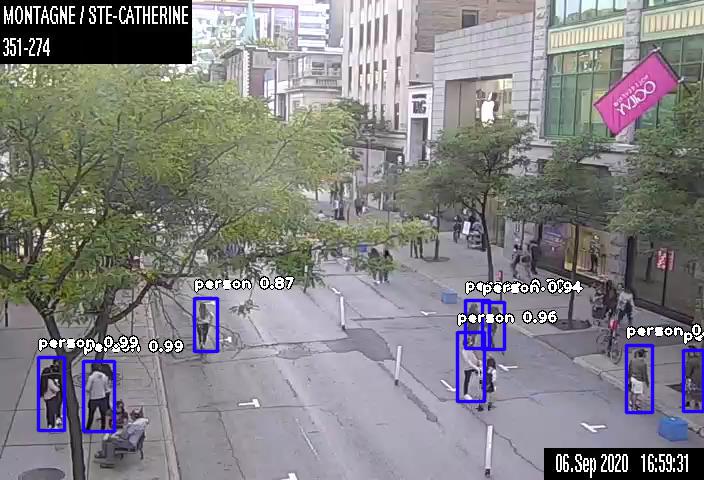 MONTAGNE / STE-CATHERINE
351-274
OGILVY
person 0.87
person 0.94
person 0.96
person 0.99
person 0.99
06.Sep 2020 16:59:31